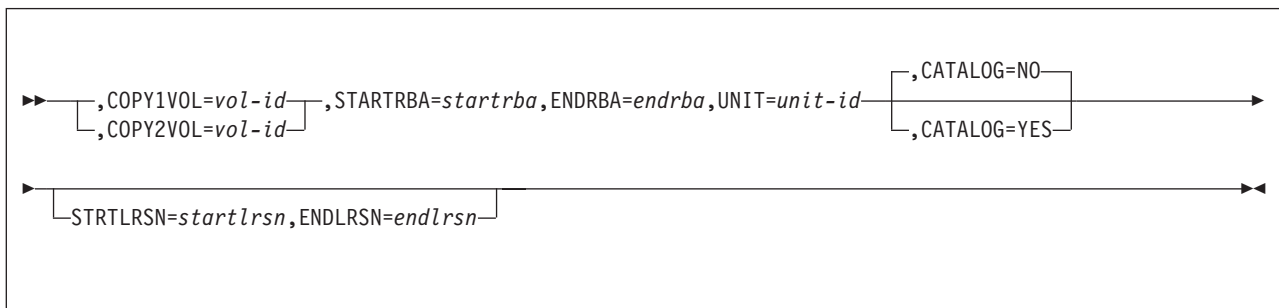 ,CATALOG=NO
,COPY1VOL=vol-id ,STARTRBA=startrba,ENDRBA=endrba,UNIT=unit-id
,COPY2VOL=vol-id ,CATALOG=YES
STRTLRSN=startlrsn,ENDLRSN=endlrsn